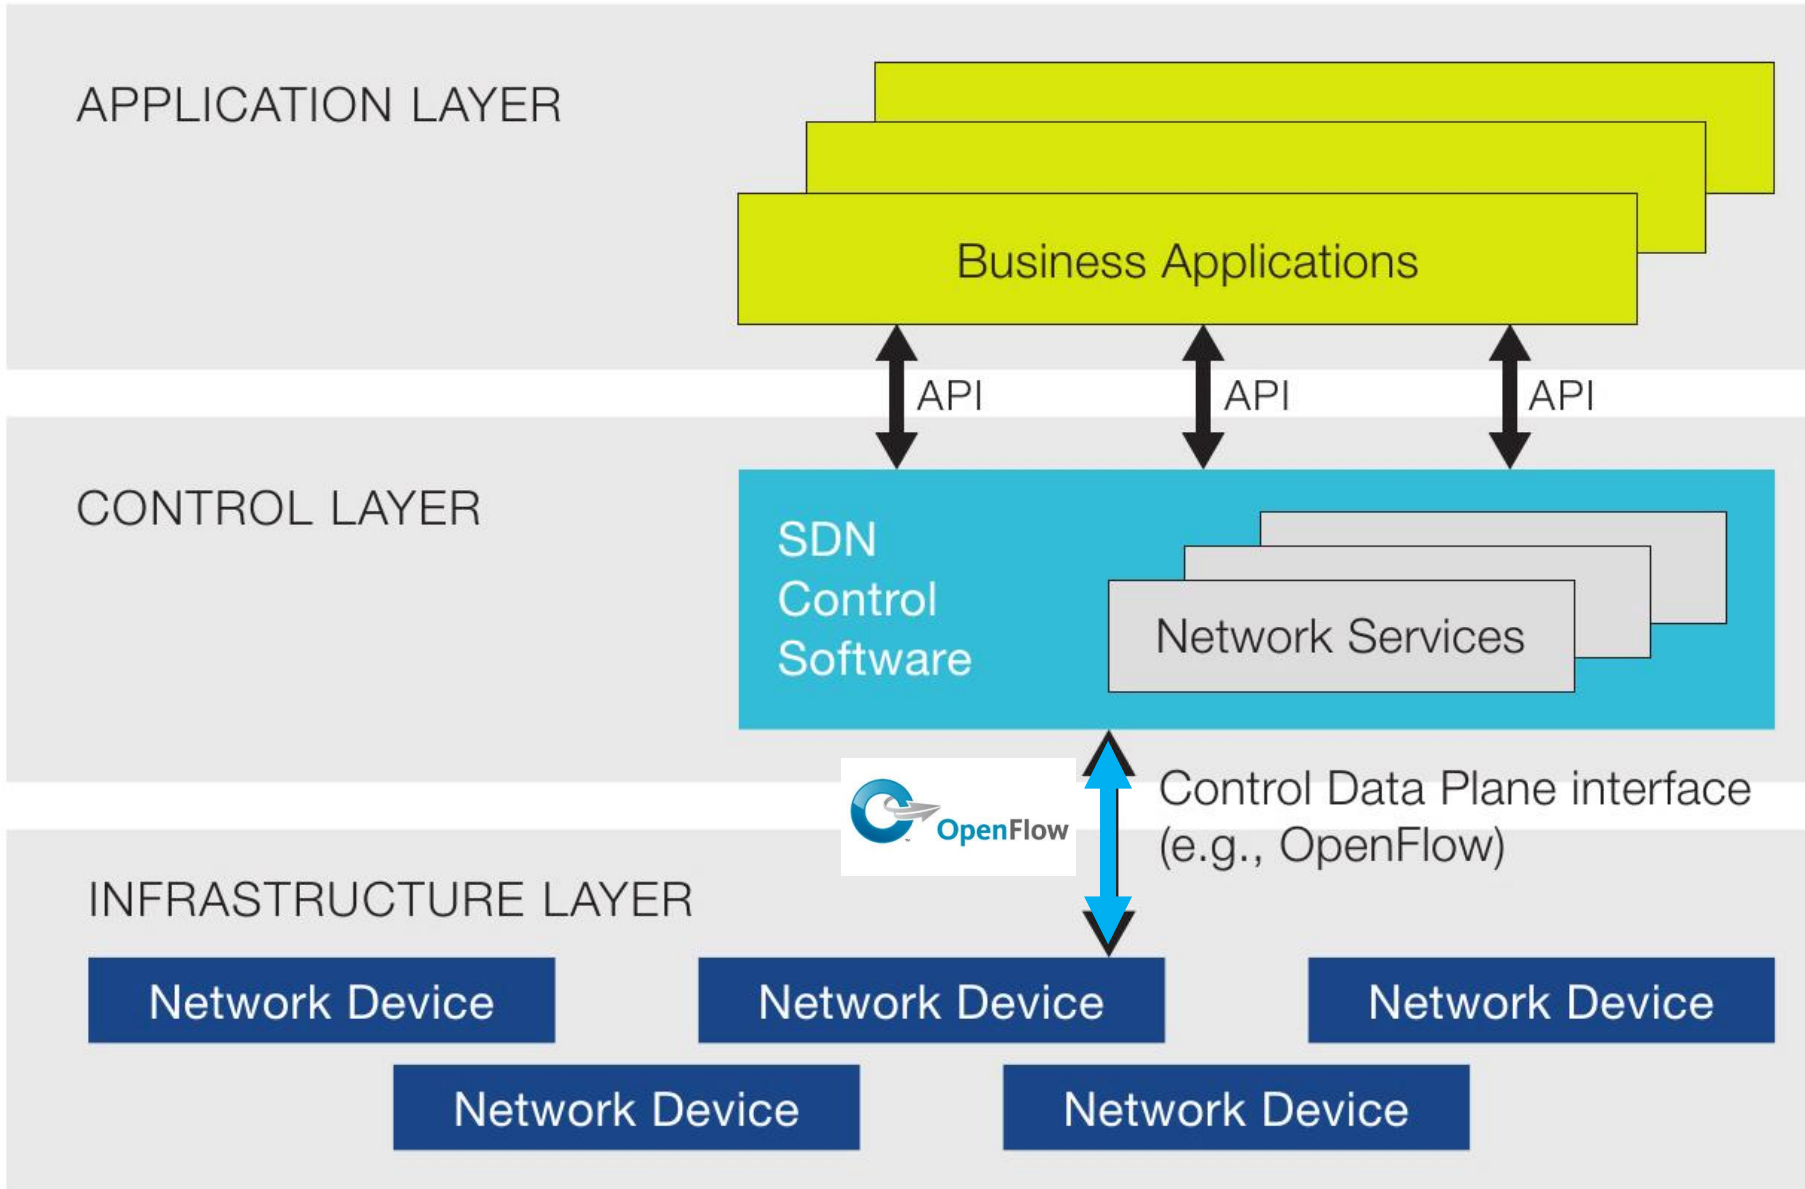 APPLICATION LAYER
Business Applications
API
API
API
CONTROL LAYER
SDN
Control
Software
Network Services
OpenFlow
Control Data Plane interface
(e.g., OpenFlow)
INFRASTRUCTURE LAYER
Network Device
Network Device
Network Device
Network Device
Network Device